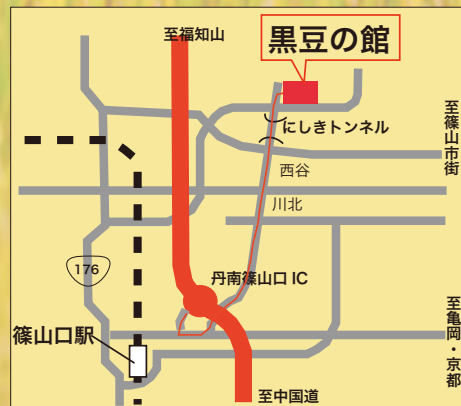 至福知山
黒豆の館
にしきトンネル
至篠山市街
西谷
川北
176
丹南篠山口 IC
篠山口駅
至亀岡・京都
至中国道